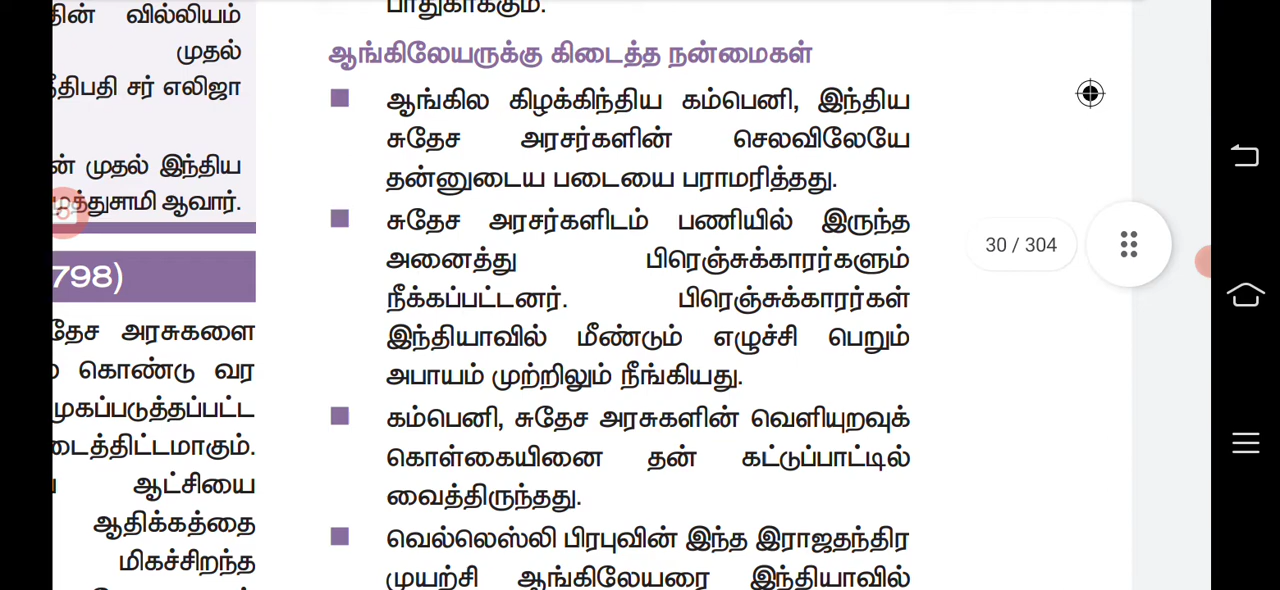 தின் வில்லியம்
முதல்
நீதிபதி சர் எலிஜா
ன் முதல் இந்திய
முத்துசாமி ஆவார்.
798)
தேச அரசுகளை
கொண்டு வர
முகப்படுத்தப்பட்ட
டைத்திட்டமாகும்.
ஆட்சியை
ஆதிக்கத்தை
மிகச்சிறந்த
பாதுகாக்கும்.
ஆங்கிலேயருக்கு கிடைத்த நன்மைகள்
ஆங்கில கிழக்கிந்திய கம்பெனி, இந்திய
சுதேச அரசர்களின் செலவிலேயே
தன்னுடைய படையை பராமரித்தது.
சுதேச அரசர்களிடம் பணியில் இருந்த
அனைத்து பிரெஞ்சுக்காரர்களும்
நீக்கப்பட்டனர். பிரெஞ்சுக்காரர்கள்
இந்தியாவில் மீண்டும் எழுச்சி பெறும்
அபாயம் முற்றிலும் நீங்கியது.
கம்பெனி, சுதேச அரசுகளின் வெளியுறவுக்
கொள்கையினை தன் கட்டுப்பாட்டில்
வைத்திருந்தது.
வெல்லெஸ்லி பிரபுவின் இந்த இராஜதந்திர
முயற்சி ஆங்கிலேயரை இந்தியாவில்
30 / 304